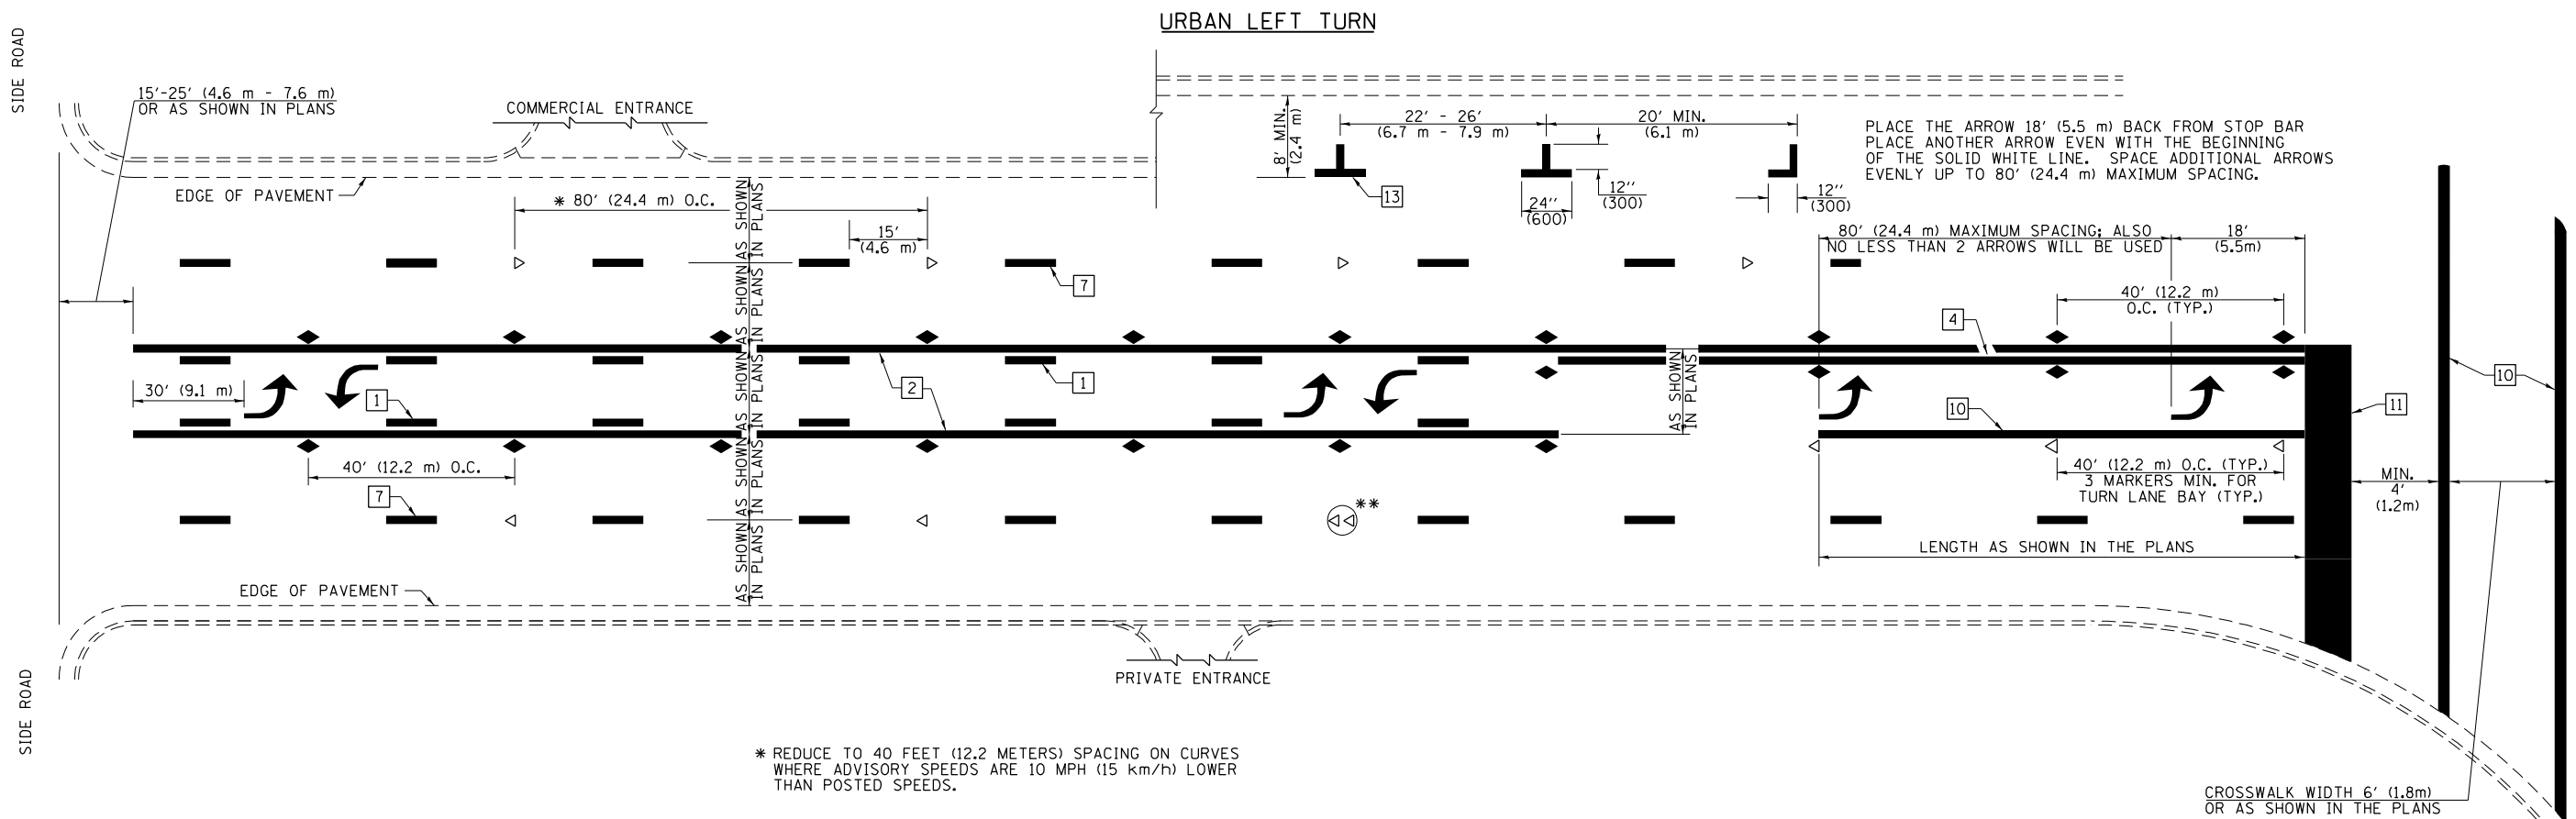 URBAN LEFT TURN
SIDE ROAD
15'-25' (4.6 m - 7.6 m)
OR AS SHOWN IN PLANS
COMMERCIAL ENTRANCE
EDGE OF PAVEMENT
* 80' (24.4 m) O.C.
15'
(4.6 m)
8' MIN.
(2.4 m)
22' - 26'
(6.7 m - 7.9 m)
20' MIN.
(6.1 m)
13
24''
(600)
12''
(300)
12''
(300)
PLACE THE ARROW 18' (5.5 m) BACK FROM STOP BAR
PLACE ANOTHER ARROW EVEN WITH THE BEGINNING
OF THE SOLID WHITE LINE. SPACE ADDITIONAL ARROWS
EVENLY UP TO 80' (24.4 m) MAXIMUM SPACING.
80' (24.4 m) MAXIMUM SPACING; ALSO
NO LESS THAN 2 ARROWS WILL BE USED
18'
(5.5m)
7
40' (12.2 m)
O.C. (TYP.)
4
AS SHOWN
IN PLANS
AS SHOWN
IN PLANS
AS SHOWN
IN PLANS
AS SHOWN
IN PLANS
AS SHOWN
IN PLANS
30' (9.1 m)
1
2
1
AS SHOWN
IN PLANS
10
10
11
40' (12.2 m) O.C.
7
**
40' (12.2 m) O.C. (TYP.)
3 MARKERS MIN. FOR
TURN LANE BAY (TYP.)
MIN.
4'
(1.2m)
LENGTH AS SHOWN IN THE PLANS
EDGE OF PAVEMENT
SIDE ROAD
PRIVATE ENTRANCE
* REDUCE TO 40 FEET (12.2 METERS) SPACING ON CURVES
WHERE ADVISORY SPEEDS ARE 10 MPH (15 km/h) LOWER
THAN POSTED SPEEDS.
CROSSWALK WIDTH 6' (1.8m)
OR AS SHOWN IN THE PLANS